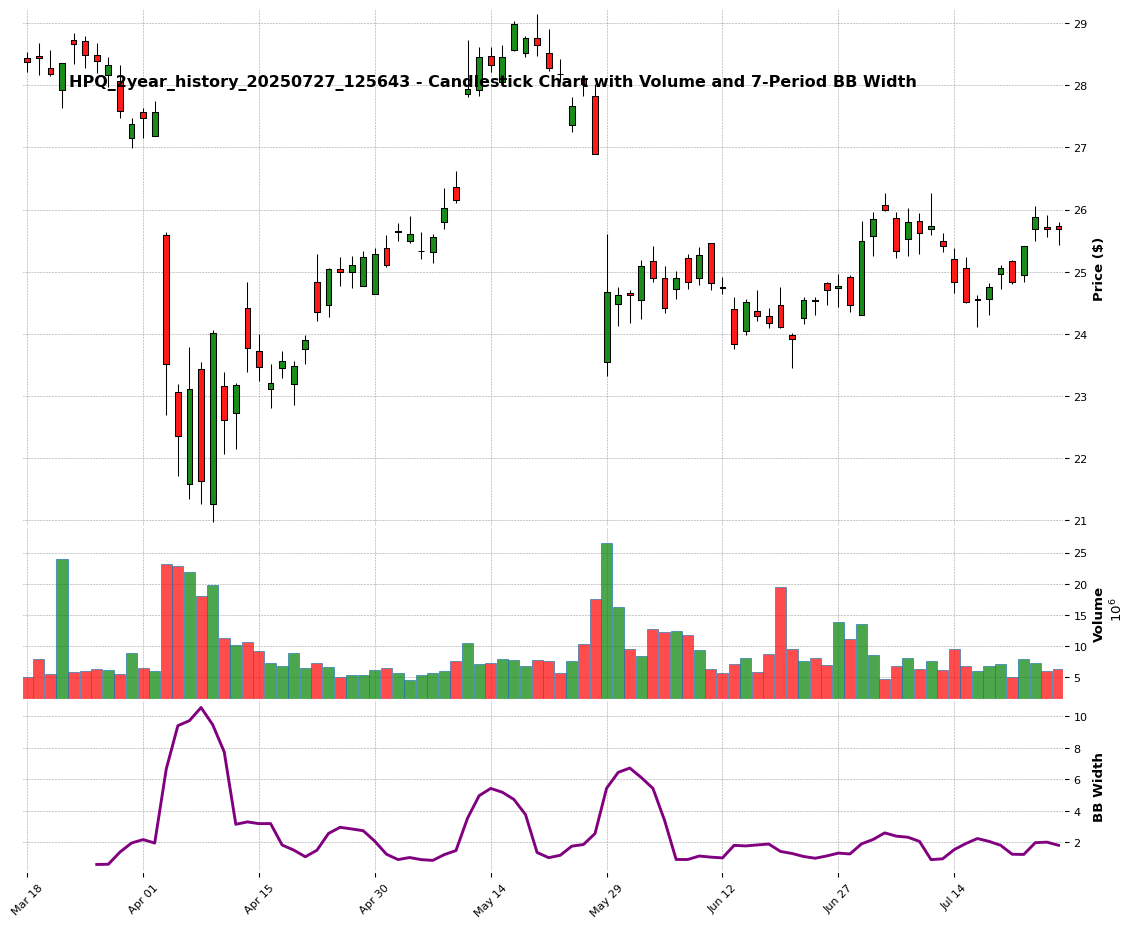 HPQ_2year_history_20250727_125643 - Candlestick Chart with Volume and 7-Period BB Width
29
28
27
26
25
24
23
22
21
Price ($)
25
20
15
10
5
Volume
10^6
10
8
6
4
2
BB Width
Mar 18
Apr 01
Apr 15
Apr 30
May 14
May 29
Jun 12
Jun 27
Jul 14